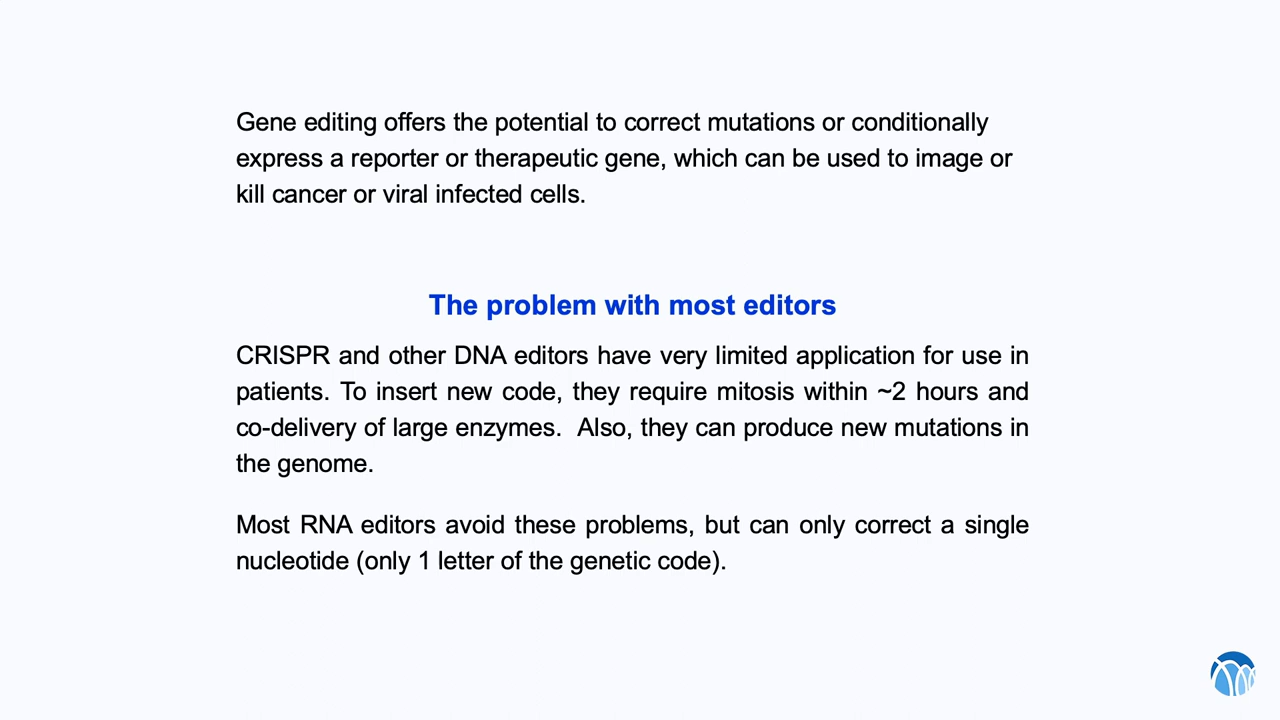 Gene editing offers the potential to correct mutations or conditionally
express a reporter or therapeutic gene, which can be used to image or
kill cancer or viral infected cells.
The problem with most editors
CRISPR and other DNA editors have very limited application for use in
patients. To insert new code, they require mitosis within ~2 hours and
co-delivery of large enzymes.  Also, they can produce new mutations in
the genome.
Most RNA editors avoid these problems, but can only correct a single
nucleotide (only 1 letter of the genetic code).